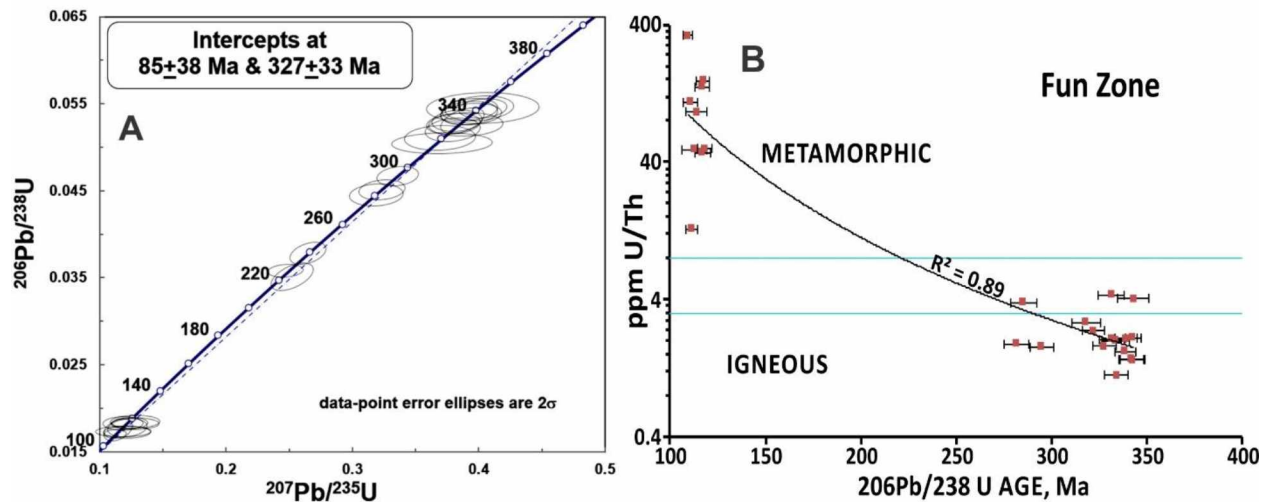 0.065
0.055
0.045
0.035
0.025
0.015
206Pb/238U
Intercepts at
85±38 Ma & 327±33 Ma
A
380
340
300
260
220
180
140
100
data-point error ellipses are 2σ
0.1 0.2 0.3 0.4 0.5
207Pb/235U
400
40
4
0.4
ppm U/Th
B
Fun Zone
METAMORPHIC
R² = 0.89
IGNEOUS
100 150 200 250 300 350 400
206Pb/238 U AGE, Ma